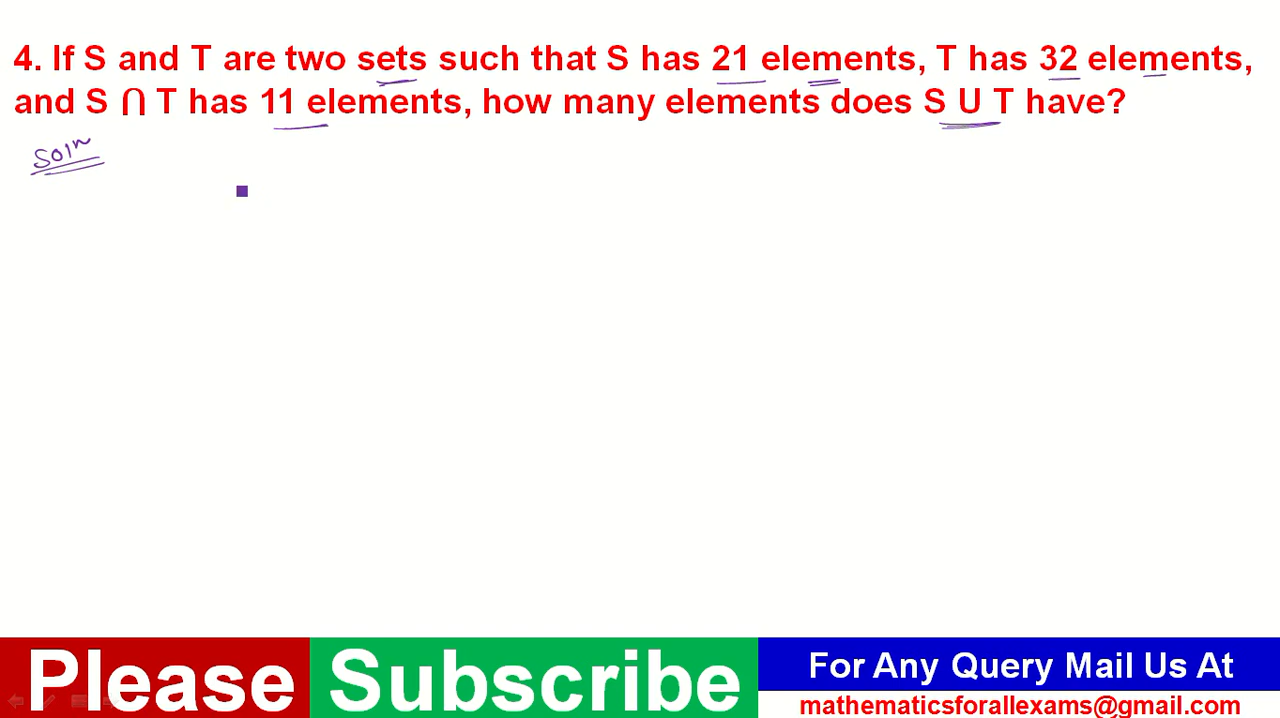 4. If S and T are two sets such that S has 21 elements, T has 32 elements,
and S ∩ T has 11 elements, how many elements does S U T have?
Soln
Please Subscribe
For Any Query Mail Us At
mathematicsforallexams@gmail.com